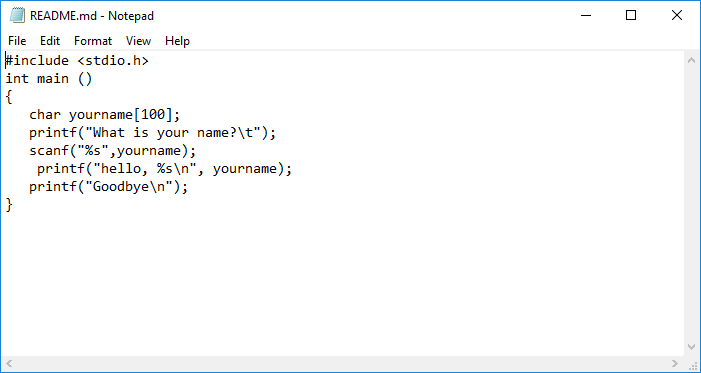 README.md - Notepad
File Edit Format View Help
#include <stdio.h>
int main ()
{
   char yourname[100];
   printf("What is your name?\t");
   scanf("%s",yourname);
    printf("hello, %s\n", yourname);
   printf("Goodbye\n");
}